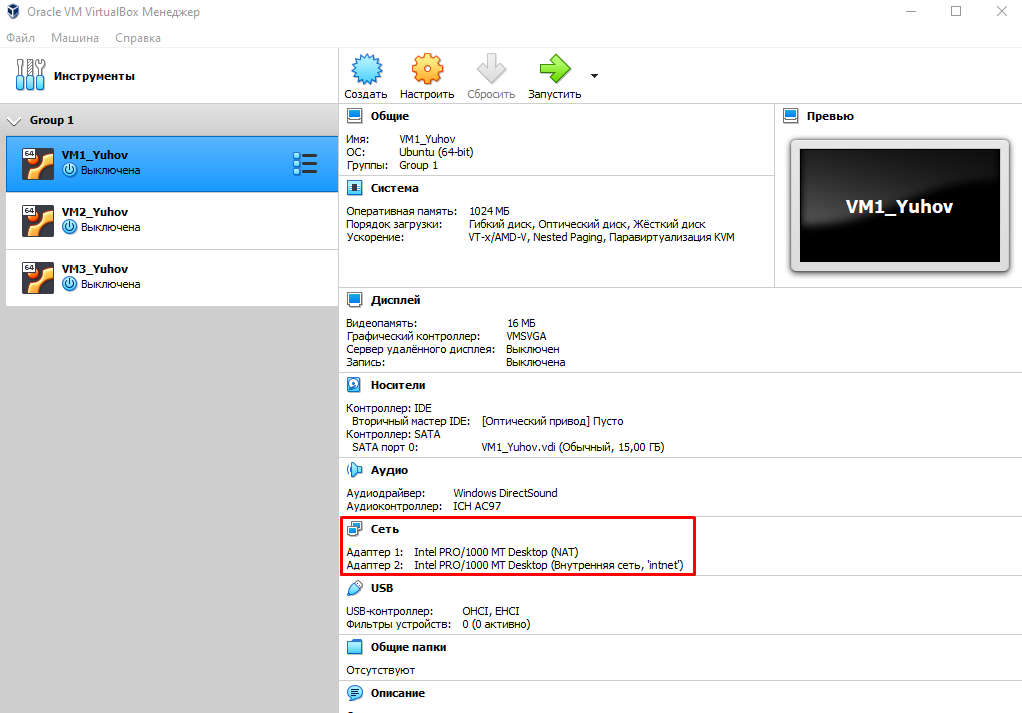 Oracle VM VirtualBox Менеджер
Файл Машина Справка
Инструменты
Создать Настроить Сбросить Запустить
Group 1
64 VM1_Yuhov
Выключена
64 VM2_Yuhov
Выключена
64 VM3_Yuhov
Выключена
Общие
Имя: VM1_Yuhov
ОС: Ubuntu (64-bit)
Группы: Group 1
Система
Оперативная память: 1024 МБ
Порядок загрузки: Гибкий диск, Оптический диск, Жёсткий диск
Ускорение: VT-x/AMD-V, Nested Paging, Паравиртуализация KVM
Превью
VM1_Yuhov
Дисплей
Видеопамять: 16 МБ
Графический контроллер: VMSVGA
Сервер удалённого дисплея: Выключен
Запись: Выключена
Носители
Контроллер: IDE
Вторичный мастер IDE: [Оптический привод] Пусто
Контроллер: SATA
SATA порт 0: VM1_Yuhov.vdi (Обычный, 15,00 ГБ)
Аудио
Аудиодрайвер: Windows DirectSound
Аудиоконтроллер: ICH AC97
Сеть
Адаптер 1: Intel PRO/1000 MT Desktop (NAT)
Адаптер 2: Intel PRO/1000 MT Desktop (Внутренняя сеть, 'intnet')
USB
USB-контроллер: OHCI, EHCI
Фильтры устройств: 0 (0 активно)
Общие папки
Отсутствуют
Описание